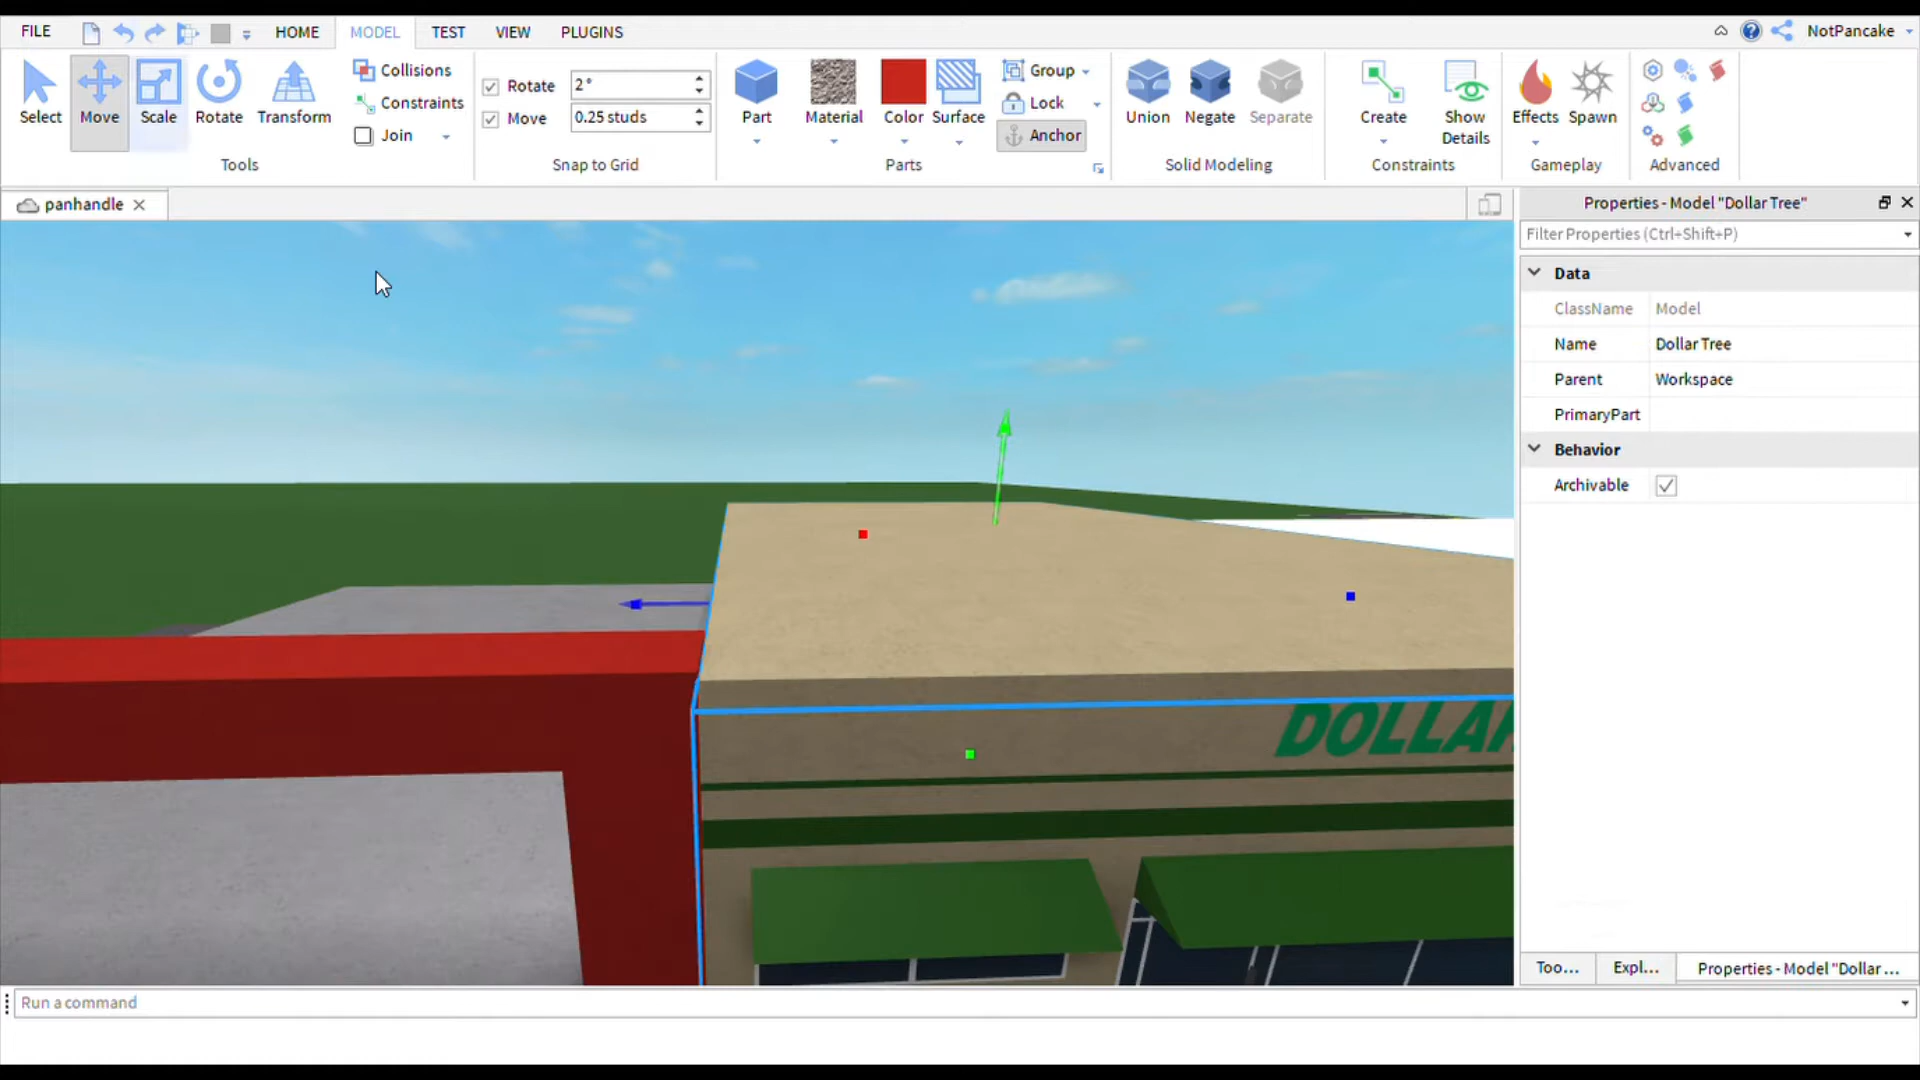 FILE HOME MODEL TEST VIEW PLUGINS NotPancake
Select Move Scale Rotate Transform
Collisions
Constraints
Join
Tools
Rotate 2°
Move 0.25 studs
Snap to Grid
Part Material Color Surface
Group
Lock
Anchor
Parts
Union Negate Separate
Solid Modeling
Create Show
Details
Constraints
Effects Spawn
Gameplay
Advanced
panhandle
Properties - Model "Dollar Tree"
Filter Properties (Ctrl+Shift+P)
Data
ClassName Model
Name Dollar Tree
Parent Workspace
PrimaryPart
Behavior
Archivable
DOLLAR
Too... Expl... Properties - Model "Dollar ...
Run a command